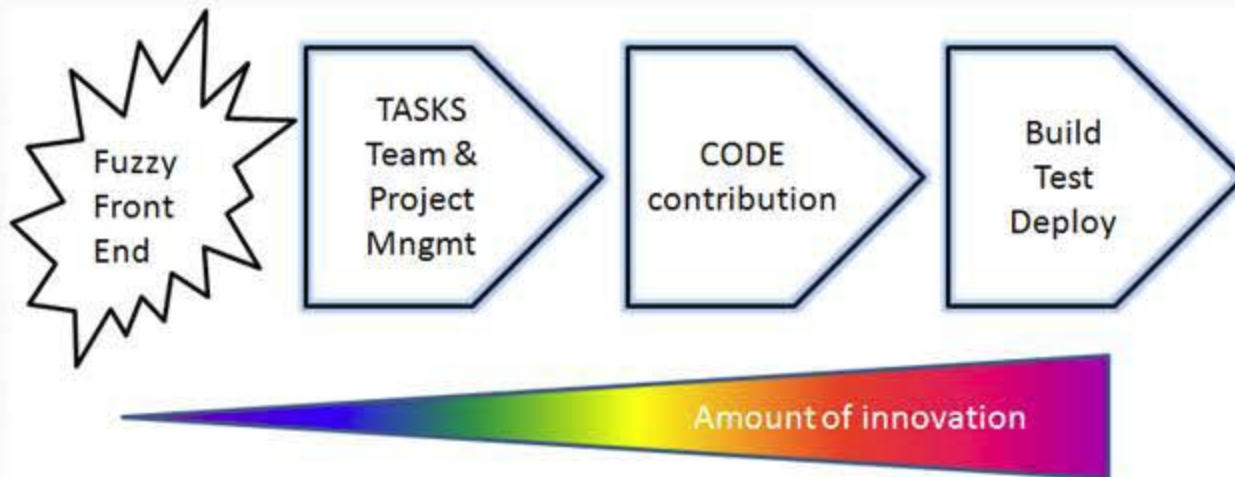 Fuzzy
Front
End
TASKS
Team &
Project
Mngmt
CODE
contribution
Build
Test
Deploy
Amount of innovation